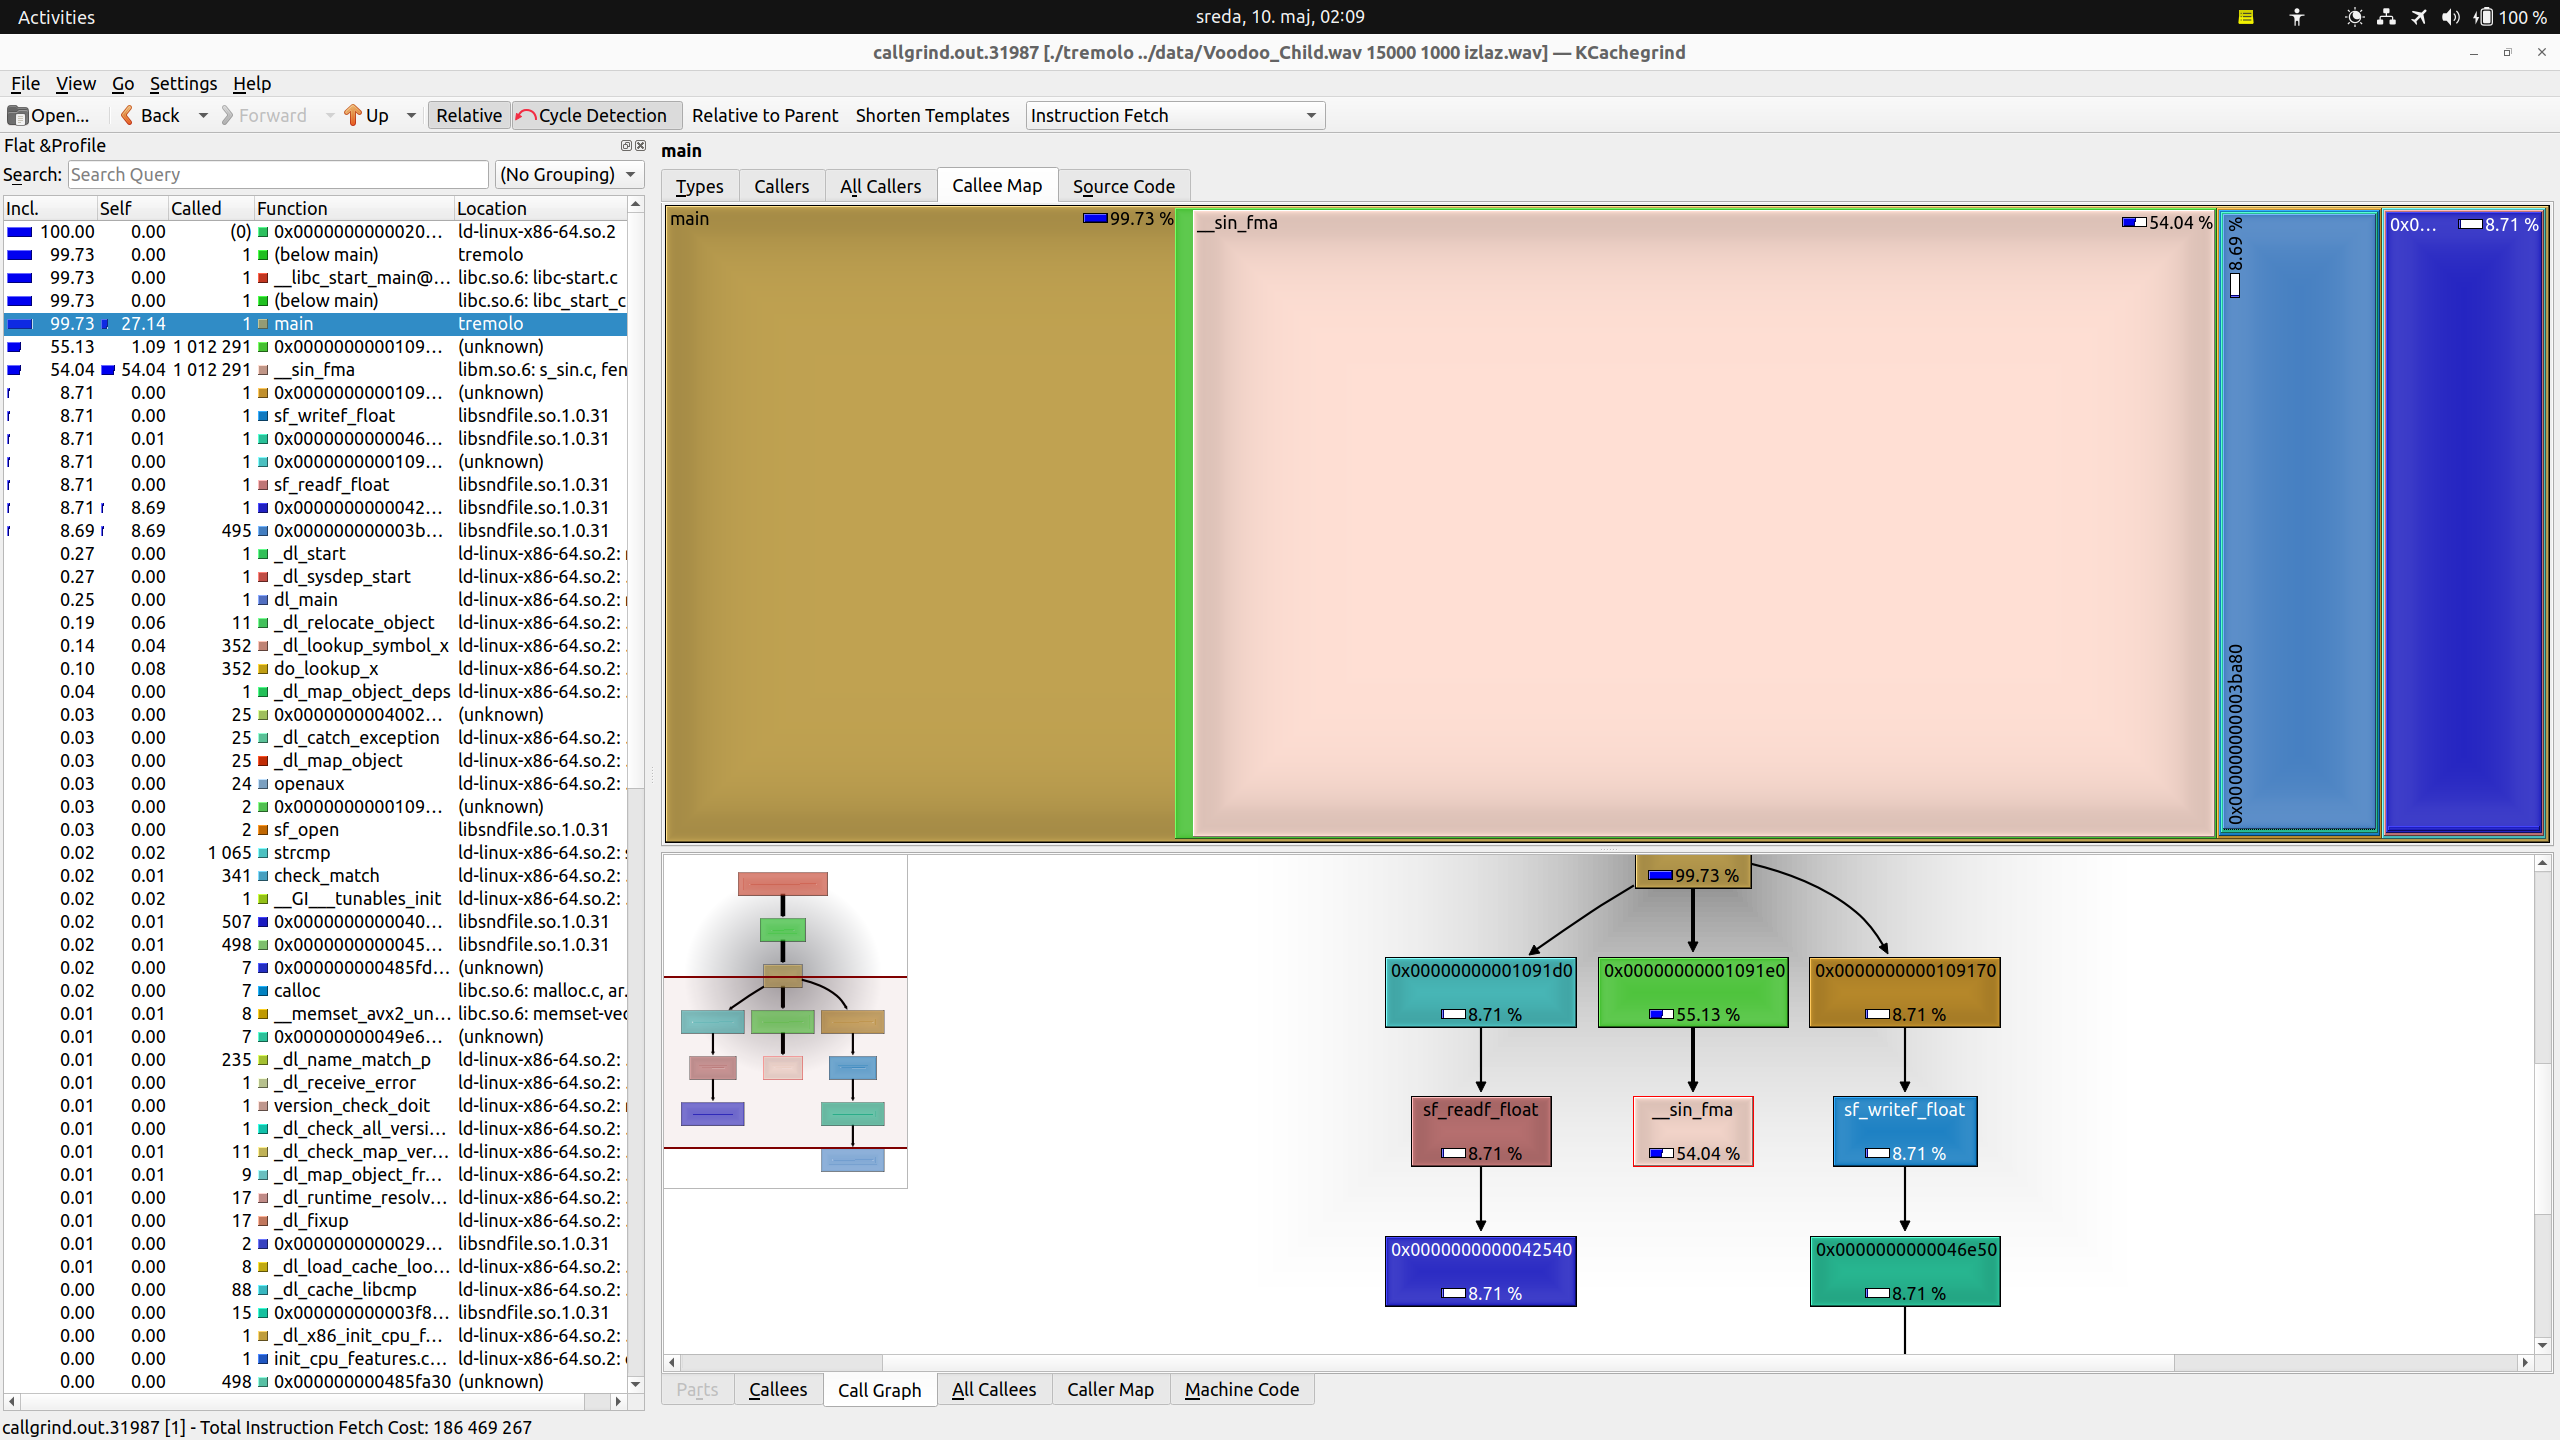 Activities
sreda, 10. maj, 02:09
100 %
callgrind.out.31987 [./tremolo ../data/Voodoo_Child.wav 15000 1000 izlaz.wav] — KCachegrind
File View Go Settings Help
Open... Back Forward Up Relative Cycle Detection Relative to Parent Shorten Templates Instruction Fetch
Flat &Profile
Search: Search Query (No Grouping)
Incl. Self Called Function Location
100.00 0.00 (0) 0x0000000000020... ld-linux-x86-64.so.2
99.73 0.00 1 (below main) tremolo
99.73 0.00 1 __libc_start_main@... libc.so.6: libc-start.c
99.73 0.00 1 (below main) libc.so.6: libc_start_c
99.73 27.14 1 main tremolo
55.13 1.09 1 012 291 0x0000000000109... (unknown)
54.04 54.04 1 012 291 __sin_fma libm.so.6: s_sin.c, fen
8.71 0.00 1 0x0000000000109... (unknown)
8.71 0.00 1 sf_writef_float libsndfile.so.1.0.31
8.71 0.01 1 0x0000000000046... libsndfile.so.1.0.31
8.71 0.00 1 0x0000000000109... (unknown)
8.71 0.00 1 sf_readf_float libsndfile.so.1.0.31
8.71 8.69 1 0x0000000000042... libsndfile.so.1.0.31
8.69 8.69 495 0x000000000003b... libsndfile.so.1.0.31
0.27 0.00 1 _dl_start ld-linux-x86-64.so.2:
0.27 0.00 1 _dl_sysdep_start ld-linux-x86-64.so.2: .
0.25 0.00 1 dl_main ld-linux-x86-64.so.2:
0.19 0.06 11 _dl_relocate_object ld-linux-x86-64.so.2: .
0.14 0.04 352 _dl_lookup_symbol_x ld-linux-x86-64.so.2: .
0.10 0.08 352 do_lookup_x ld-linux-x86-64.so.2: .
0.04 0.00 1 _dl_map_object_deps ld-linux-x86-64.so.2: .
0.03 0.00 25 0x0000000004002... (unknown)
0.03 0.00 25 _dl_catch_exception ld-linux-x86-64.so.2: .
0.03 0.00 25 _dl_map_object ld-linux-x86-64.so.2: .
0.03 0.00 24 openaux ld-linux-x86-64.so.2: .
0.03 0.00 2 0x0000000000109... (unknown)
0.03 0.00 2 sf_open libsndfile.so.1.0.31
0.02 0.02 1 065 strcmp ld-linux-x86-64.so.2: s
0.02 0.01 341 check_match ld-linux-x86-64.so.2: .
0.02 0.02 1 __GI___tunables_init ld-linux-x86-64.so.2: .
0.02 0.01 507 0x0000000000040... libsndfile.so.1.0.31
0.02 0.01 498 0x0000000000045... libsndfile.so.1.0.31
0.02 0.00 7 0x000000000485fd... (unknown)
0.02 0.00 7 calloc libc.so.6: malloc.c, ar.
0.01 0.01 8 __memset_avx2_un... libc.so.6: memset-vec
0.01 0.00 7 0x00000000049e6... (unknown)
0.01 0.00 235 _dl_name_match_p ld-linux-x86-64.so.2: .
0.01 0.00 1 _dl_receive_error ld-linux-x86-64.so.2: .
0.01 0.00 1 version_check_doit ld-linux-x86-64.so.2:
0.01 0.00 1 _dl_check_all_versi... ld-linux-x86-64.so.2: .
0.01 0.01 11 _dl_check_map_ver... ld-linux-x86-64.so.2: .
0.01 0.01 9 _dl_map_object_fr... ld-linux-x86-64.so.2: .
0.01 0.00 17 _dl_runtime_resolv... ld-linux-x86-64.so.2: .
0.01 0.00 17 _dl_fixup ld-linux-x86-64.so.2: .
0.01 0.00 2 0x0000000000029... libsndfile.so.1.0.31
0.01 0.00 8 _dl_load_cache_loo... ld-linux-x86-64.so.2: .
0.00 0.00 88 _dl_cache_libcmp ld-linux-x86-64.so.2: .
0.00 0.00 15 0x000000000003f8... libsndfile.so.1.0.31
0.00 0.00 1 _dl_x86_init_cpu_f... ld-linux-x86-64.so.2: .
0.00 0.00 1 init_cpu_features.c... ld-linux-x86-64.so.2:
0.00 0.00 498 0x000000000485fa30 (unknown)
callgrind.out.31987 [1] - Total Instruction Fetch Cost: 186 469 267
main
Types Callers All Callers Callee Map Source Code
main 99.73 %
__sin_fma 54.04 %
0x000000000003ba80 8.69 %
0x0... 8.71 %
99.73 %
0x00000000001091d0 0x00000000001091e0 0x0000000000109170
8.71 % 55.13 % 8.71 %
sf_readf_float __sin_fma sf_writef_float
8.71 % 54.04 % 8.71 %
0x0000000000042540 0x0000000000046e50
8.71 % 8.71 %
Parts Callees Call Graph All Callees Caller Map Machine Code